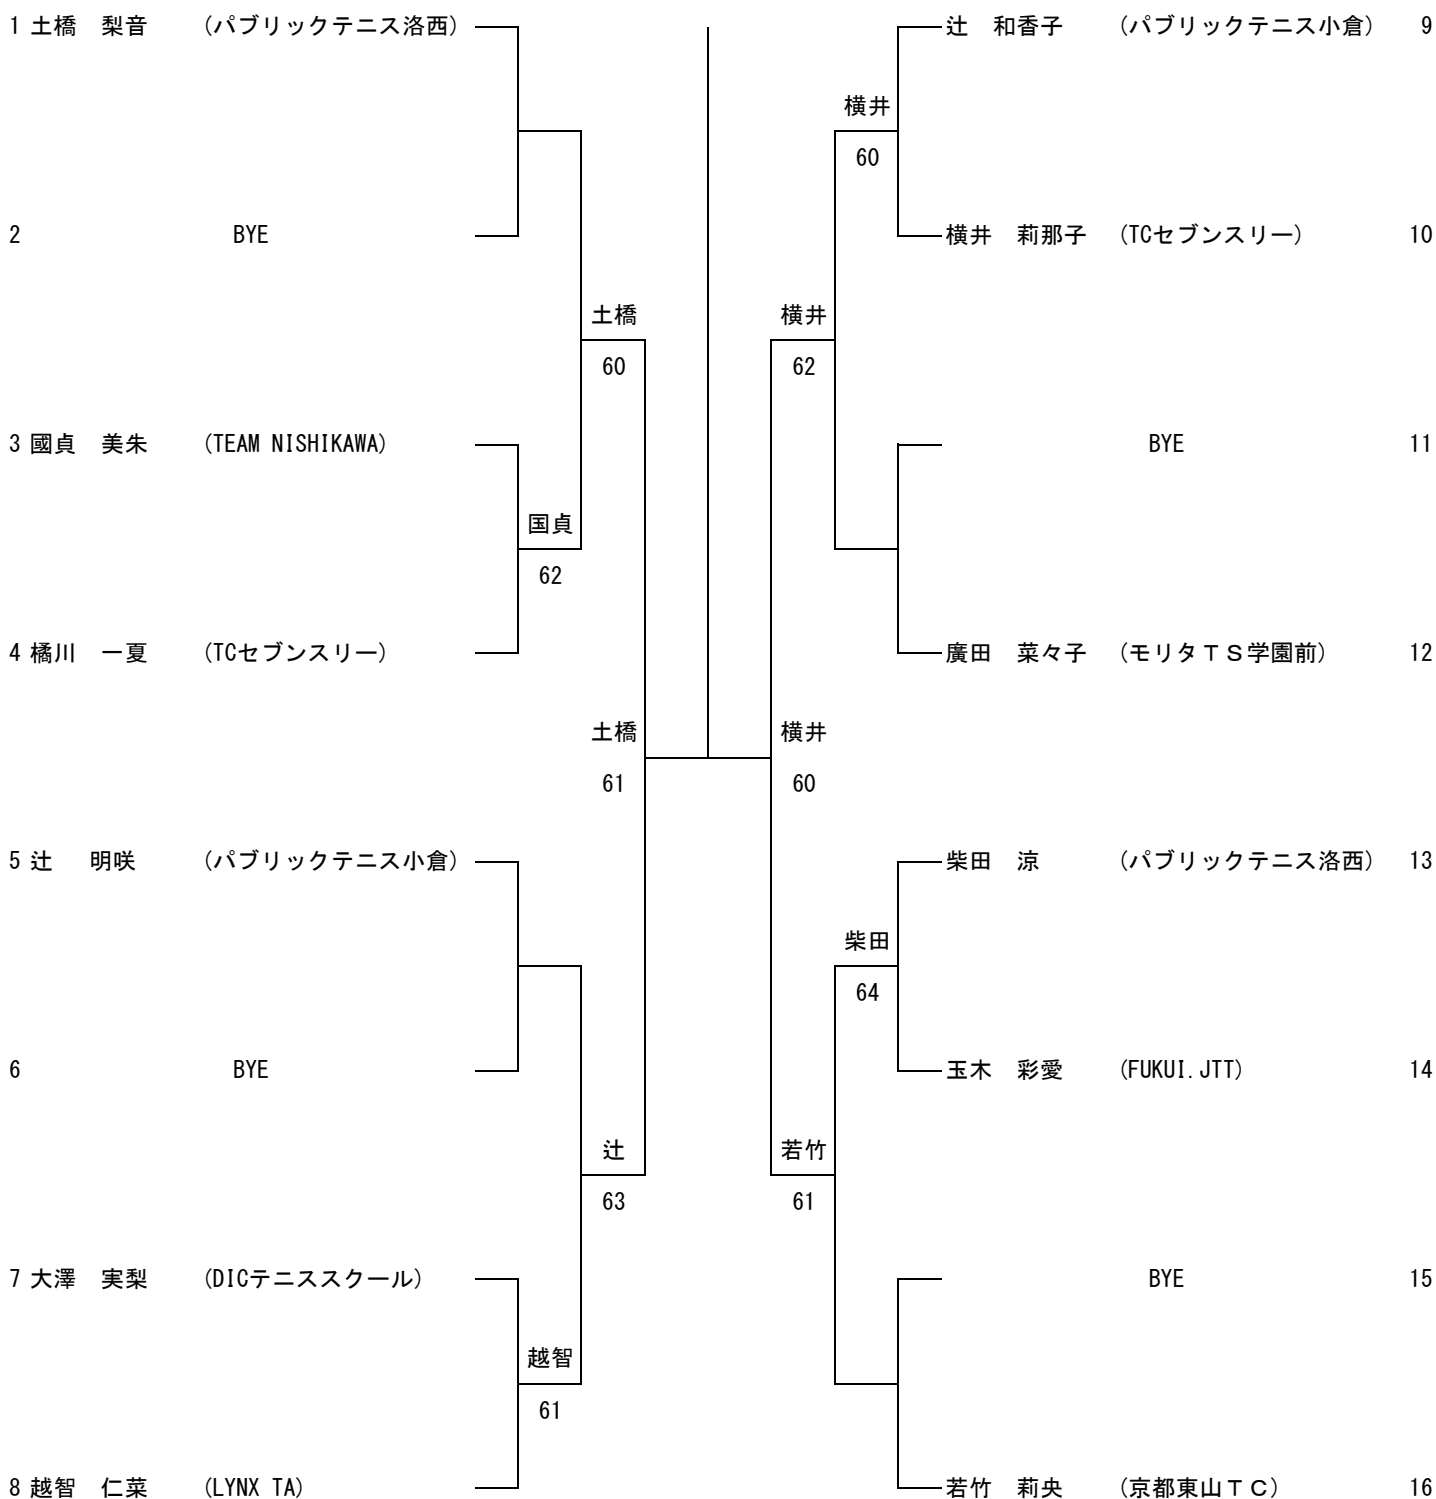 1 土橋　梨音　(パブリックテニス洛西)
2　BYE
3 國貞　美朱　(TEAM NISHIKAWA)
4 橘川　一夏　(TCセブンスリー)
5 辻　明咲　(パブリックテニス小倉)
6　BYE
7 大澤　実梨　(DICテニススクール)
8 越智　仁菜　(LYNX TA)
国貞
62
越智
61
土橋
60
辻
63
土橋
61
横井
60
横井
62
若竹
61
横井
60
柴田
64
辻　和香子　(パブリックテニス小倉)　9
横井　莉那子　(TCセブンスリー)　10
BYE　11
廣田　菜々子　(モリタＴＳ学園前)　12
柴田　涼　(パブリックテニス洛西)　13
玉木　彩愛　(FUKUI.JTT)　14
BYE　15
若竹　莉央　(京都東山ＴＣ)　16